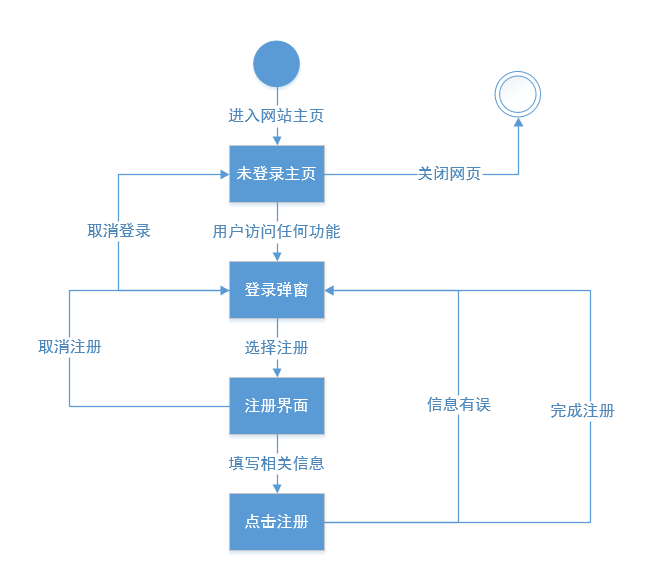 进入网站主页
未登录主页
关闭网页
取消登录
用户访问任何功能
登录弹窗
取消注册
选择注册
注册界面
信息有误
完成注册
填写相关信息
点击注册